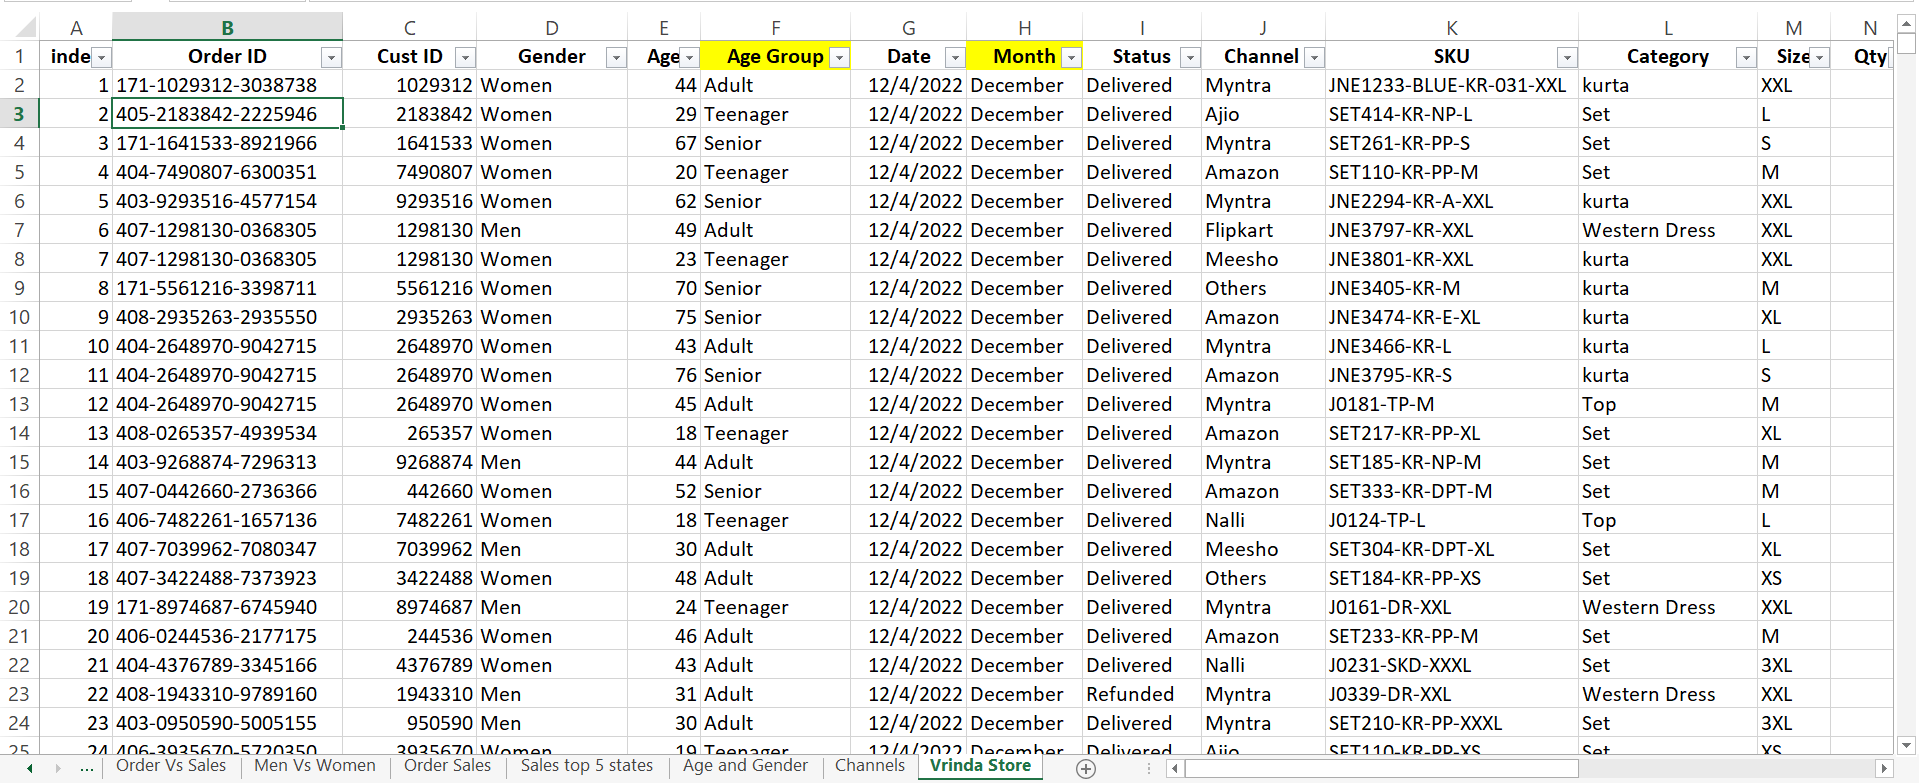 A B C D E F G H I J K L M N
1 inde Order ID Cust ID Gender Age Age Group Date Month Status Channel SKU Category Size Qty
2 1 171-1029312-3038738 1029312 Women 44 Adult 12/4/2022 December Delivered Myntra JNE1233-BLUE-KR-031-XXL kurta XXL
3 2 405-2183842-2225946 2183842 Women 29 Teenager 12/4/2022 December Delivered Ajio SET414-KR-NP-L Set L
4 3 171-1641533-8921966 1641533 Women 67 Senior 12/4/2022 December Delivered Myntra SET261-KR-PP-S Set S
5 4 404-7490807-6300351 7490807 Women 20 Teenager 12/4/2022 December Delivered Amazon SET110-KR-PP-M Set M
6 5 403-9293516-4577154 9293516 Women 62 Senior 12/4/2022 December Delivered Myntra JNE2294-KR-A-XXL kurta XXL
7 6 407-1298130-0368305 1298130 Men 49 Adult 12/4/2022 December Delivered Flipkart JNE3797-KR-XXL Western Dress XXL
8 7 407-1298130-0368305 1298130 Women 23 Teenager 12/4/2022 December Delivered Meesho JNE3801-KR-XXL kurta XXL
9 8 171-5561216-3398711 5561216 Women 70 Senior 12/4/2022 December Delivered Others JNE3405-KR-M kurta M
10 9 408-2935263-2935550 2935263 Women 75 Senior 12/4/2022 December Delivered Amazon JNE3474-KR-E-XL kurta XL
11 10 404-2648970-9042715 2648970 Women 43 Adult 12/4/2022 December Delivered Myntra JNE3466-KR-L kurta L
12 11 404-2648970-9042715 2648970 Women 76 Senior 12/4/2022 December Delivered Amazon JNE3795-KR-S kurta S
13 12 404-2648970-9042715 2648970 Women 45 Adult 12/4/2022 December Delivered Myntra J0181-TP-M Top M
14 13 408-0265357-4939534 265357 Women 18 Teenager 12/4/2022 December Delivered Amazon SET217-KR-PP-XL Set XL
15 14 403-9268874-7296313 9268874 Men 44 Adult 12/4/2022 December Delivered Myntra SET185-KR-NP-M Set M
16 15 407-0442660-2736366 442660 Women 52 Senior 12/4/2022 December Delivered Amazon SET333-KR-DPT-M Set M
17 16 406-7482261-1657136 7482261 Women 18 Teenager 12/4/2022 December Delivered Nalli J0124-TP-L Top L
18 17 407-7039962-7080347 7039962 Men 30 Adult 12/4/2022 December Delivered Meesho SET304-KR-DPT-XL Set XL
19 18 407-3422488-7373923 3422488 Women 48 Adult 12/4/2022 December Delivered Others SET184-KR-PP-XS Set XS
20 19 171-8974687-6745940 8974687 Men 24 Teenager 12/4/2022 December Delivered Myntra J0161-DR-XXL Western Dress XXL
21 20 406-0244536-2177175 244536 Women 46 Adult 12/4/2022 December Delivered Amazon SET233-KR-PP-M Set M
22 21 404-4376789-3345166 4376789 Women 43 Adult 12/4/2022 December Delivered Nalli J0231-SKD-XXXL Set 3XL
23 22 408-1943310-9789160 1943310 Men 31 Adult 12/4/2022 December Refunded Myntra J0339-DR-XXL Western Dress XXL
24 23 403-0950590-5005155 950590 Men 30 Adult 12/4/2022 December Delivered Myntra SET210-KR-PP-XXXL Set 3XL
25 24 406-3935670-5720350 3935670 Women 19 Teenager 12/4/2022 December Delivered Ajio SET110-KR-PP-XS Set XS
... Order Vs Sales Men Vs Women Order Sales Sales top 5 states Age and Gender Channels Vrinda Store